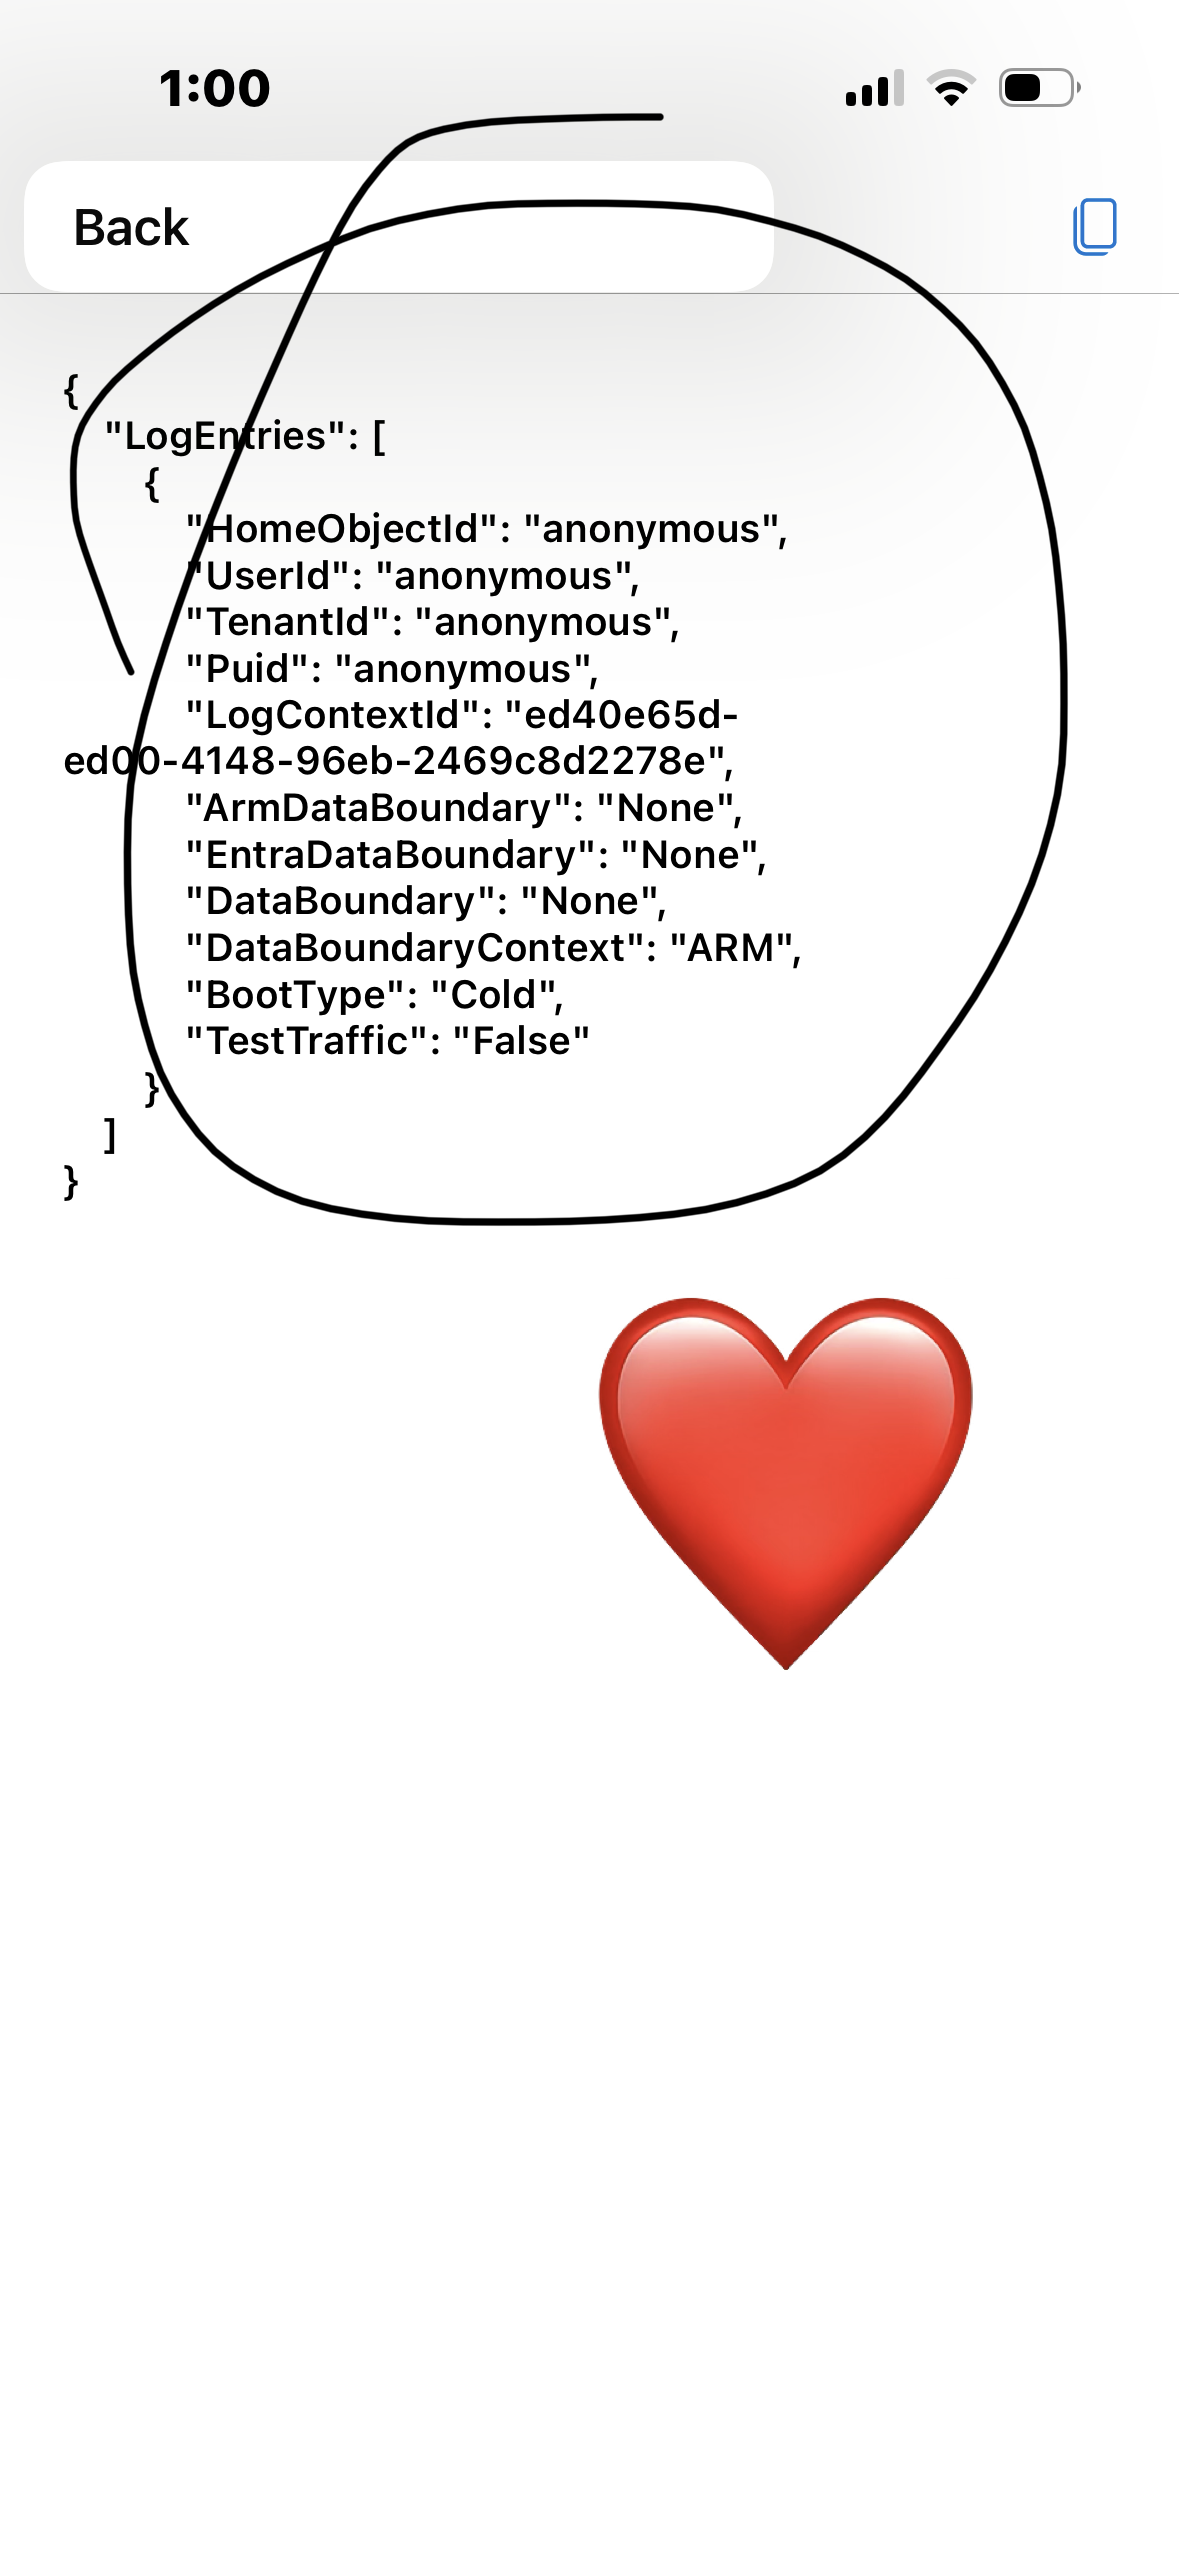 1:00
Back
{
"LogEntries": [
{
"HomeObjectId": "anonymous",
"UserId": "anonymous",
"TenantId": "anonymous",
"Puid": "anonymous",
"LogContextId": "ed40e65d-
ed00-4148-96eb-2469c8d2278e",
"ArmDataBoundary": "None",
"EntraDataBoundary": "None",
"DataBoundary": "None",
"DataBoundaryContext": "ARM",
"BootType": "Cold",
"TestTraffic": "False"
}
]
}